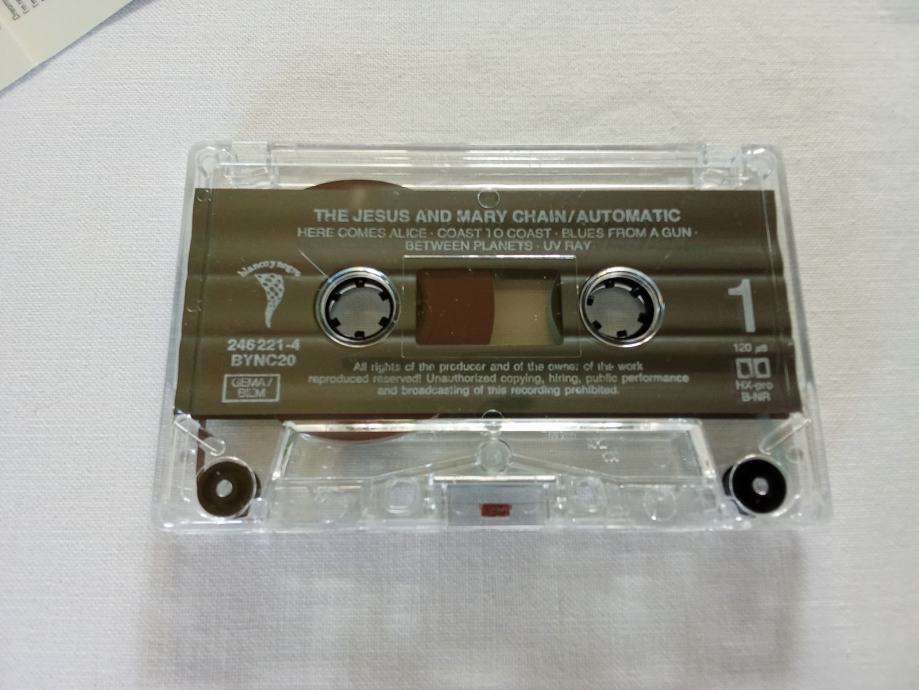 THE JESUS AND MARY CHAIN/AUTOMATIC
HERE COMES ALICE · COAST TO COAST · BLUES FROM A GUN ·
BETWEEN PLANETS · UV RAY
blanco y negro
246 221-4
BYNC20
GEMA/
BIEM
1
120 µs
HX-pro
B-NR
All rights of the producer and of the owner of the work
reproduced reserved! Unauthorized copying, hiring, public performance
and broadcasting of this recording prohibited.